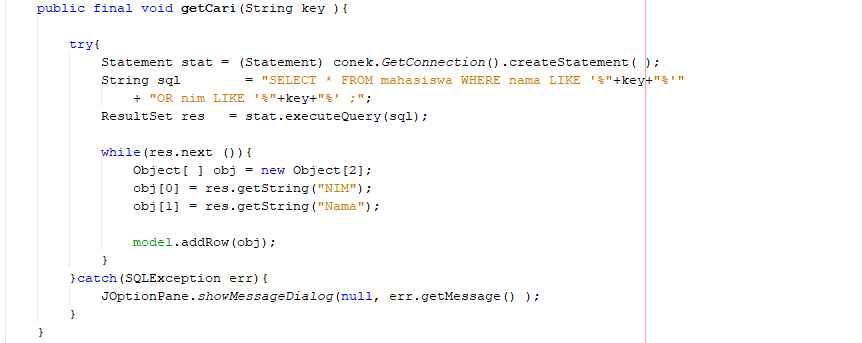 public final void getCari(String key ){
try{
Statement stat = (Statement) conek.GetConnection().createStatement( );
String sql        = "SELECT * FROM mahasiswa WHERE nama LIKE '%"+key+"%'"
+ "OR nim LIKE '%"+key+"%' ;";
ResultSet res   = stat.executeQuery(sql);
while(res.next ()){
Object[ ] obj = new Object[2];
obj[0] = res.getString("NIM");
obj[1] = res.getString("Nama");
model.addRow(obj);
}
}catch(SQLException err){
JOptionPane.showMessageDialog(null, err.getMessage() );
}
}